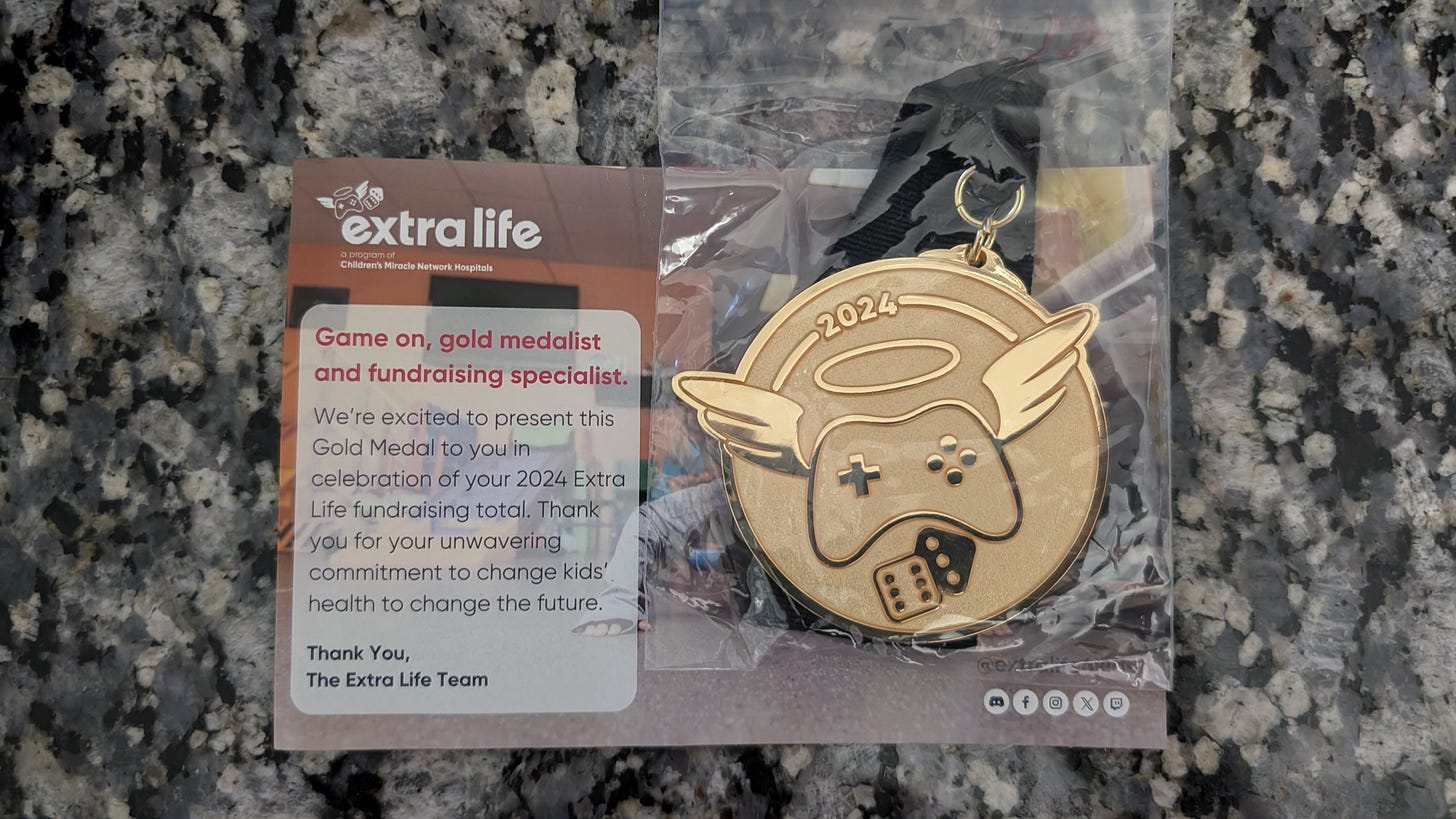 extra life
a program of
Children's Miracle Network Hospitals
Game on, gold medalist
and fundraising specialist.
We're excited to present this
Gold Medal to you in
celebration of your 2024 Extra
Life fundraising total. Thank
you for your unwavering
commitment to change kids'
health to change the future.
Thank You,
The Extra Life Team
2024